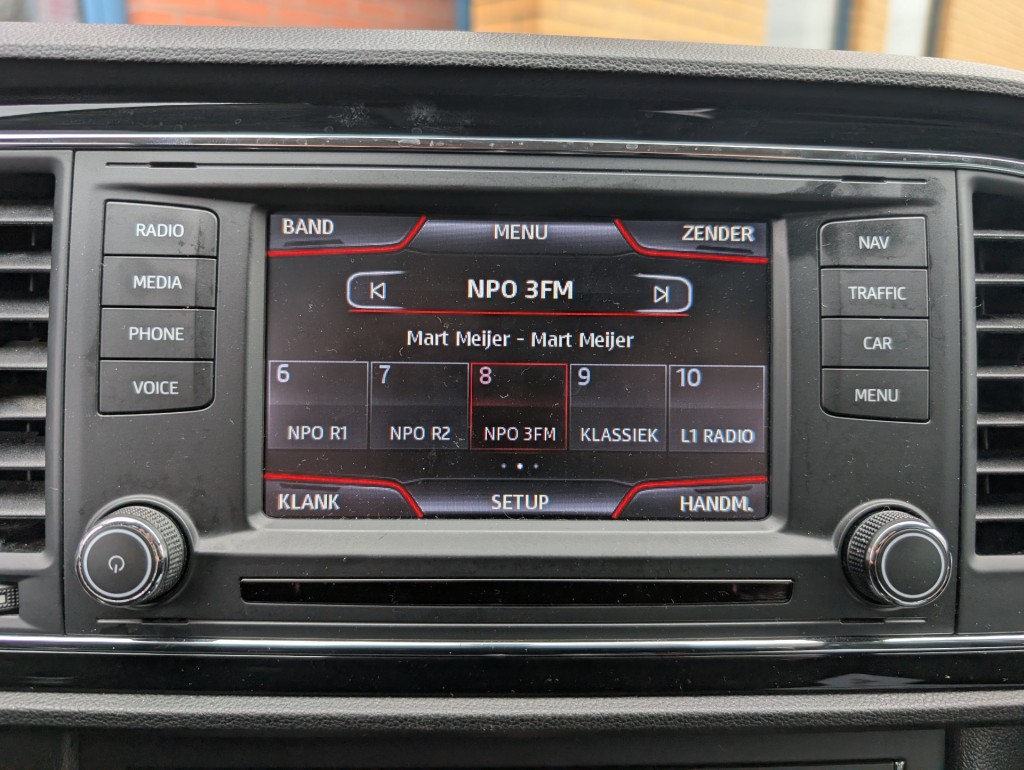 BAND MENU ZENDER
RADIO
MEDIA
PHONE
VOICE
NPO 3FM
Mart Meijer - Mart Meijer
6 7 8 9 10
NPO R1 NPO R2 NPO 3FM KLASSIEK L1 RADIO
KLANK SETUP HANDM.
NAV
TRAFFIC
CAR
MENU